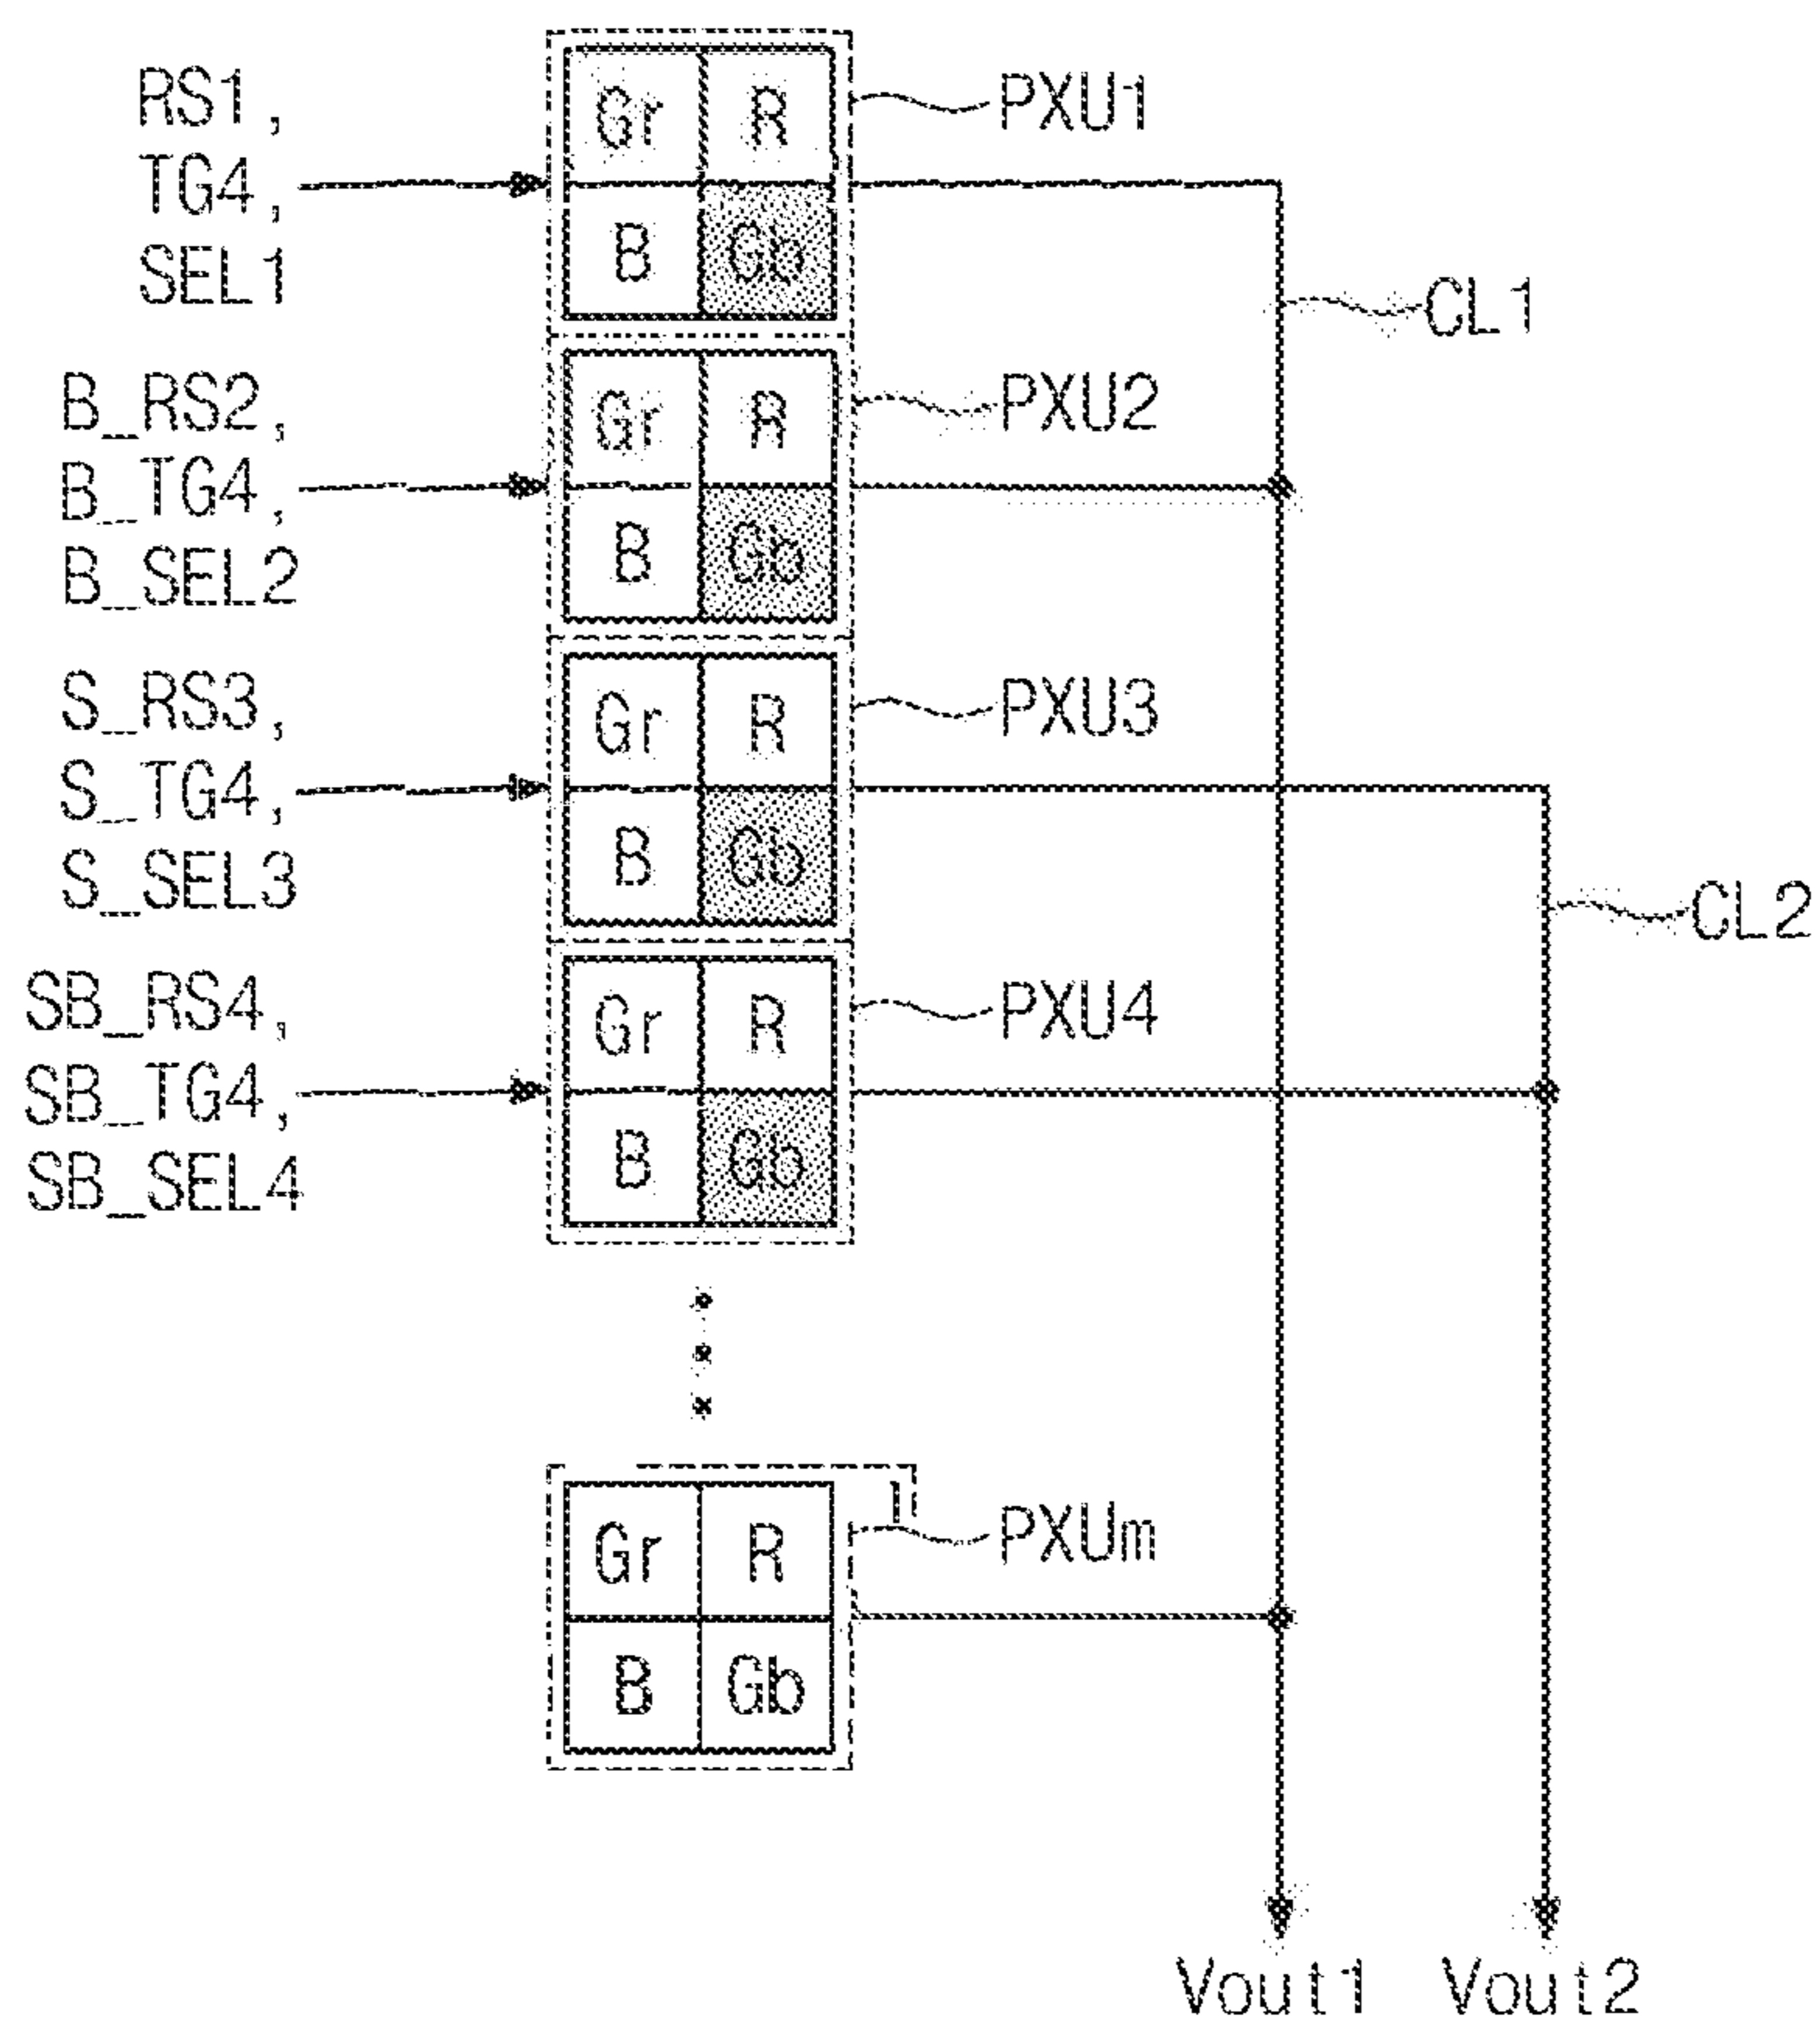 RS1,
TG4,
SEL1
Gr R
B Gb
PXU1
CL1
B_RS2,
B_TG4,
B_SEL2
Gr R
B Gb
PXU2
S_RS3,
S_TG4,
S_SEL3
Gr R
B Gb
PXU3
CL2
SB_RS4,
SB_TG4,
SB_SEL4
Gr R
B Gb
PXU4
Gr R
B Gb
PXUm
Vout1 Vout2